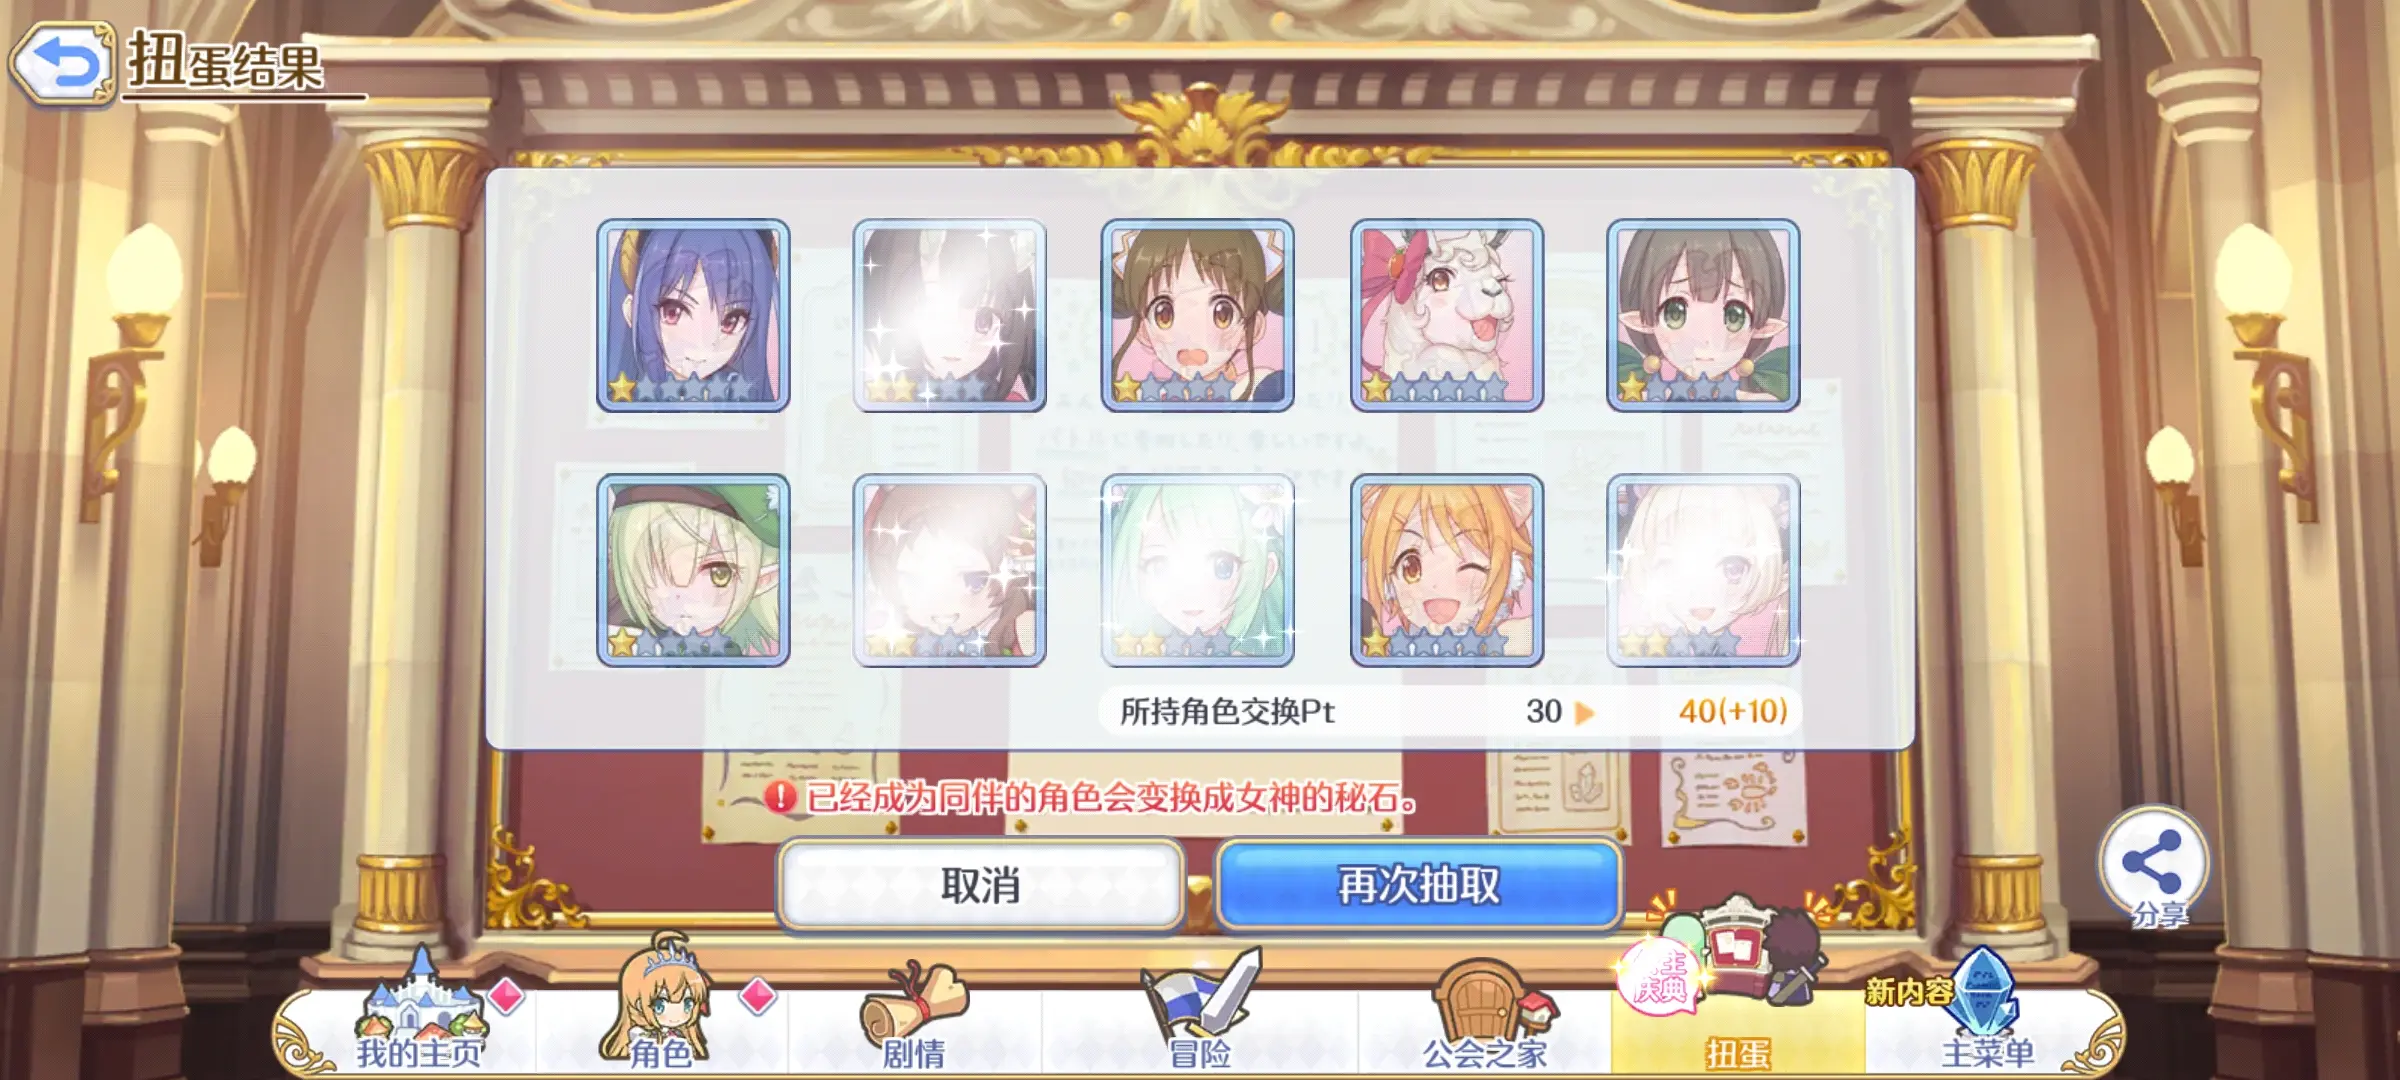 扭蛋结果
所持角色交换Pt 30 40(+10)
已经成为同伴的角色会变换成女神的秘石。
取消
再次抽取
分享
主
庆典
新内容
我的主页
角色
剧情
冒险
公会之家
扭蛋
主菜单